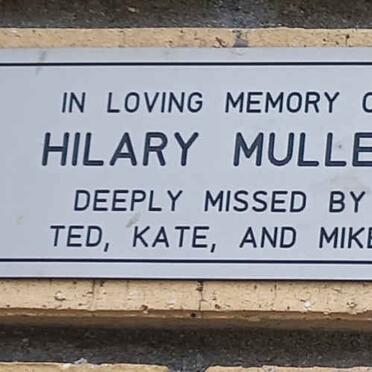 IN LOVING MEMORY
HILARY
DEEPLY MISSED BY
TED, KATE, AND MIKE